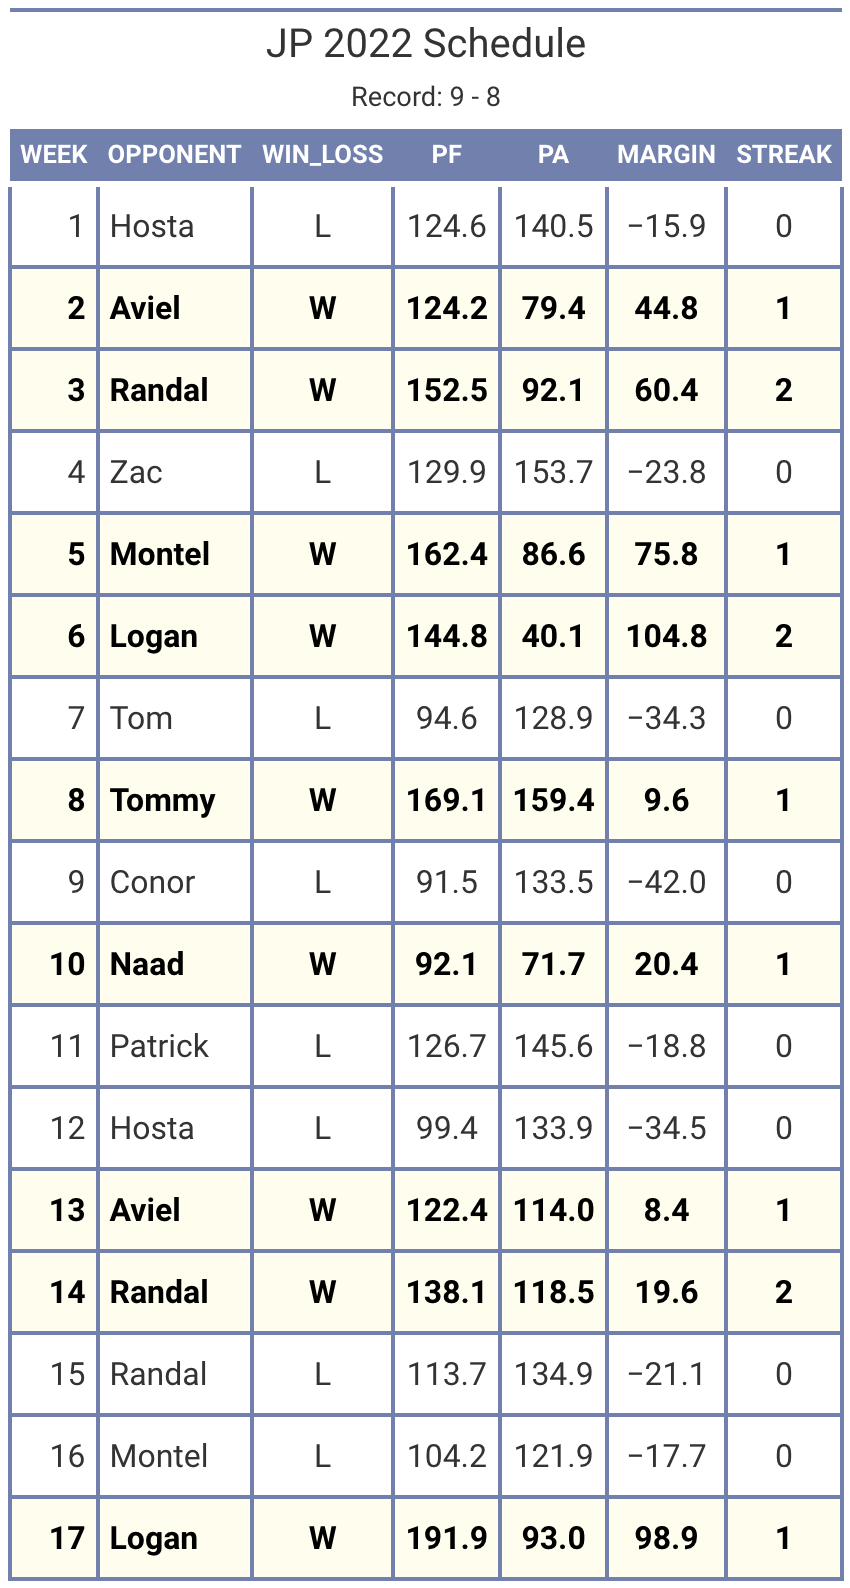 JP 2022 Schedule
Record: 9 - 8
WEEK OPPONENT WIN_LOSS PF PA MARGIN STREAK
1 Hosta L 124.6 140.5 −15.9 0
2 Aviel W 124.2 79.4 44.8 1
3 Randal W 152.5 92.1 60.4 2
4 Zac L 129.9 153.7 −23.8 0
5 Montel W 162.4 86.6 75.8 1
6 Logan W 144.8 40.1 104.8 2
7 Tom L 94.6 128.9 −34.3 0
8 Tommy W 169.1 159.4 9.6 1
9 Conor L 91.5 133.5 −42.0 0
10 Naad W 92.1 71.7 20.4 1
11 Patrick L 126.7 145.6 −18.8 0
12 Hosta L 99.4 133.9 −34.5 0
13 Aviel W 122.4 114.0 8.4 1
14 Randal W 138.1 118.5 19.6 2
15 Randal L 113.7 134.9 −21.1 0
16 Montel L 104.2 121.9 −17.7 0
17 Logan W 191.9 93.0 98.9 1